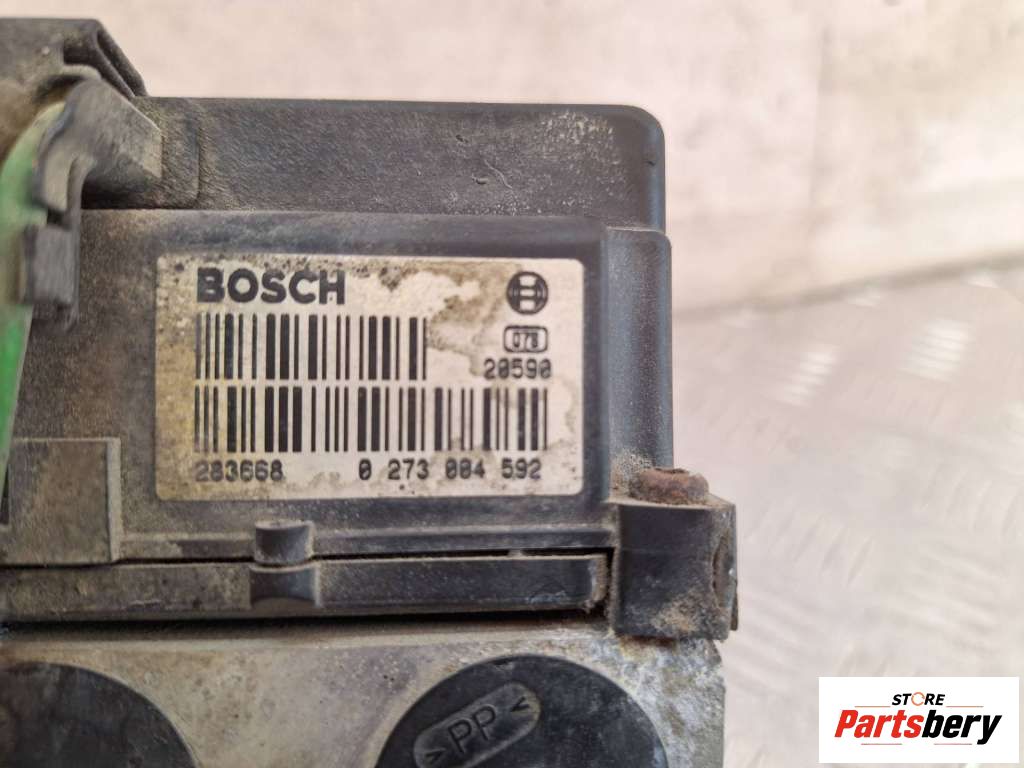 BOSCH
078
20590
283668 0 273 004 592
>PP<
STORE
Partsbery